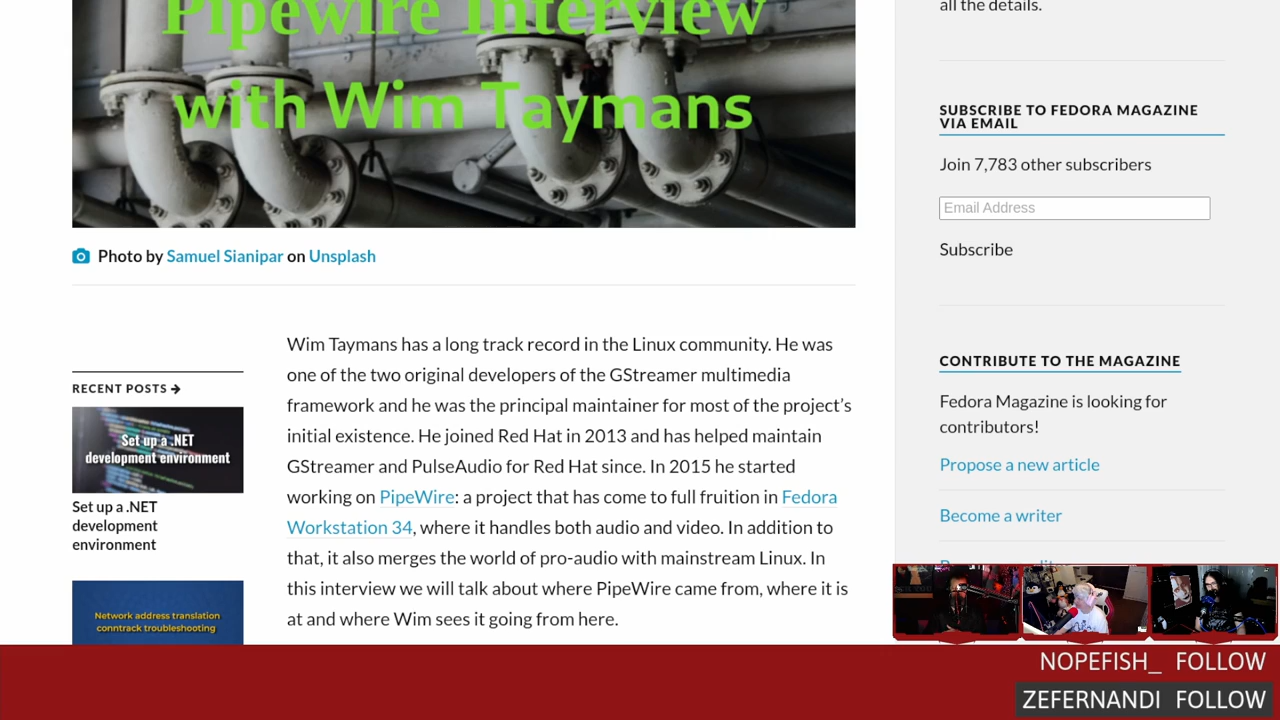 Pipewire Interview
with Wim Taymans
Photo by Samuel Sianipar on Unsplash
RECENT POSTS →
Set up a .NET
development environment
Set up a .NET
development
environment
Network address translation
conntrack troubleshooting
Wim Taymans has a long track record in the Linux community. He was
one of the two original developers of the GStreamer multimedia
framework and he was the principal maintainer for most of the project’s
initial existence. He joined Red Hat in 2013 and has helped maintain
GStreamer and PulseAudio for Red Hat since. In 2015 he started
working on PipeWire: a project that has come to full fruition in Fedora
Workstation 34, where it handles both audio and video. In addition to
that, it also merges the world of pro-audio with mainstream Linux. In
this interview we will talk about where PipeWire came from, where it is
at and where Wim sees it going from here.
all the details.
SUBSCRIBE TO FEDORA MAGAZINE
VIA EMAIL
Join 7,783 other subscribers
Email Address
Subscribe
CONTRIBUTE TO THE MAGAZINE
Fedora Magazine is looking for
contributors!
Propose a new article
Become a writer
NOPEFISH_ FOLLOW
ZEFERNANDI FOLLOW